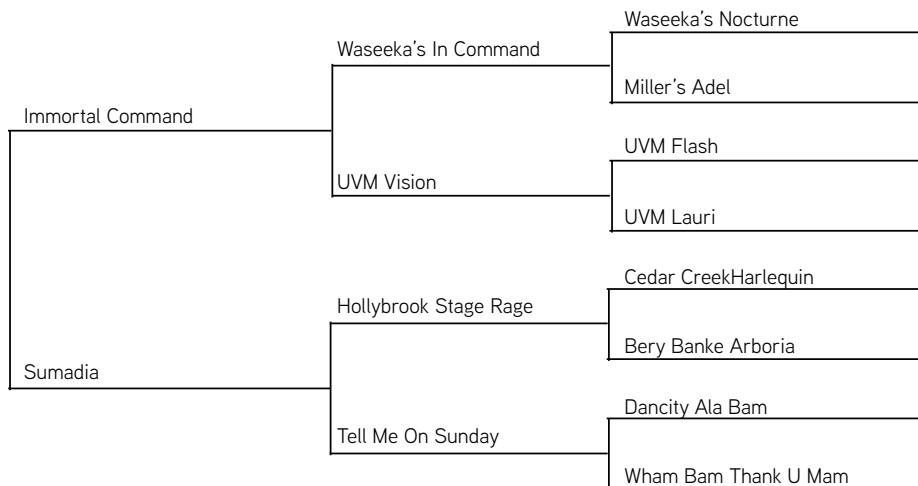 Waseeka's Nocturne
Waseeka's In Command
Miller's Adel
Immortal Command
UVM Flash
UVM Vision
UVM Lauri
Cedar CreekHarlequin
Hollybrook Stage Rage
Bery Banke Arboria
Sumadia
Dancity Ala Bam
Tell Me On Sunday
Wham Bam Thank U Mam